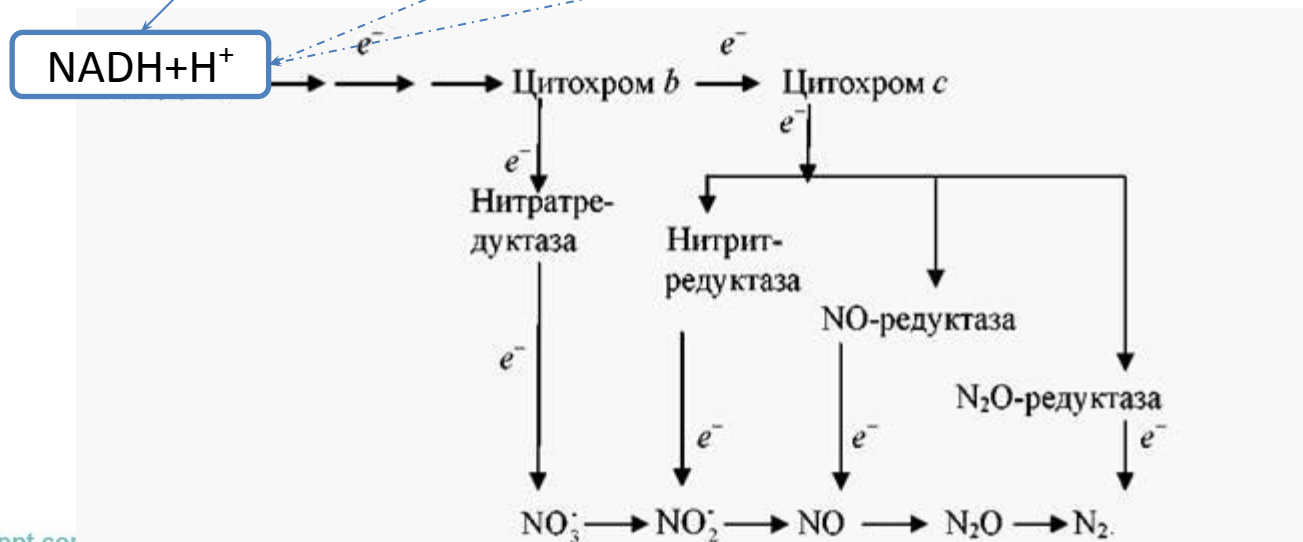 NADH+H⁺
e⁻
e⁻
Цитохром b
Цитохром c
e⁻
e⁻
Нитратре-
дуктаза
Нитрит-
редуктаза
NO-редуктаза
e⁻
N₂O-редуктаза
e⁻
e⁻
e⁻
NO₃⁻ NO₂⁻ NO N₂O N₂.